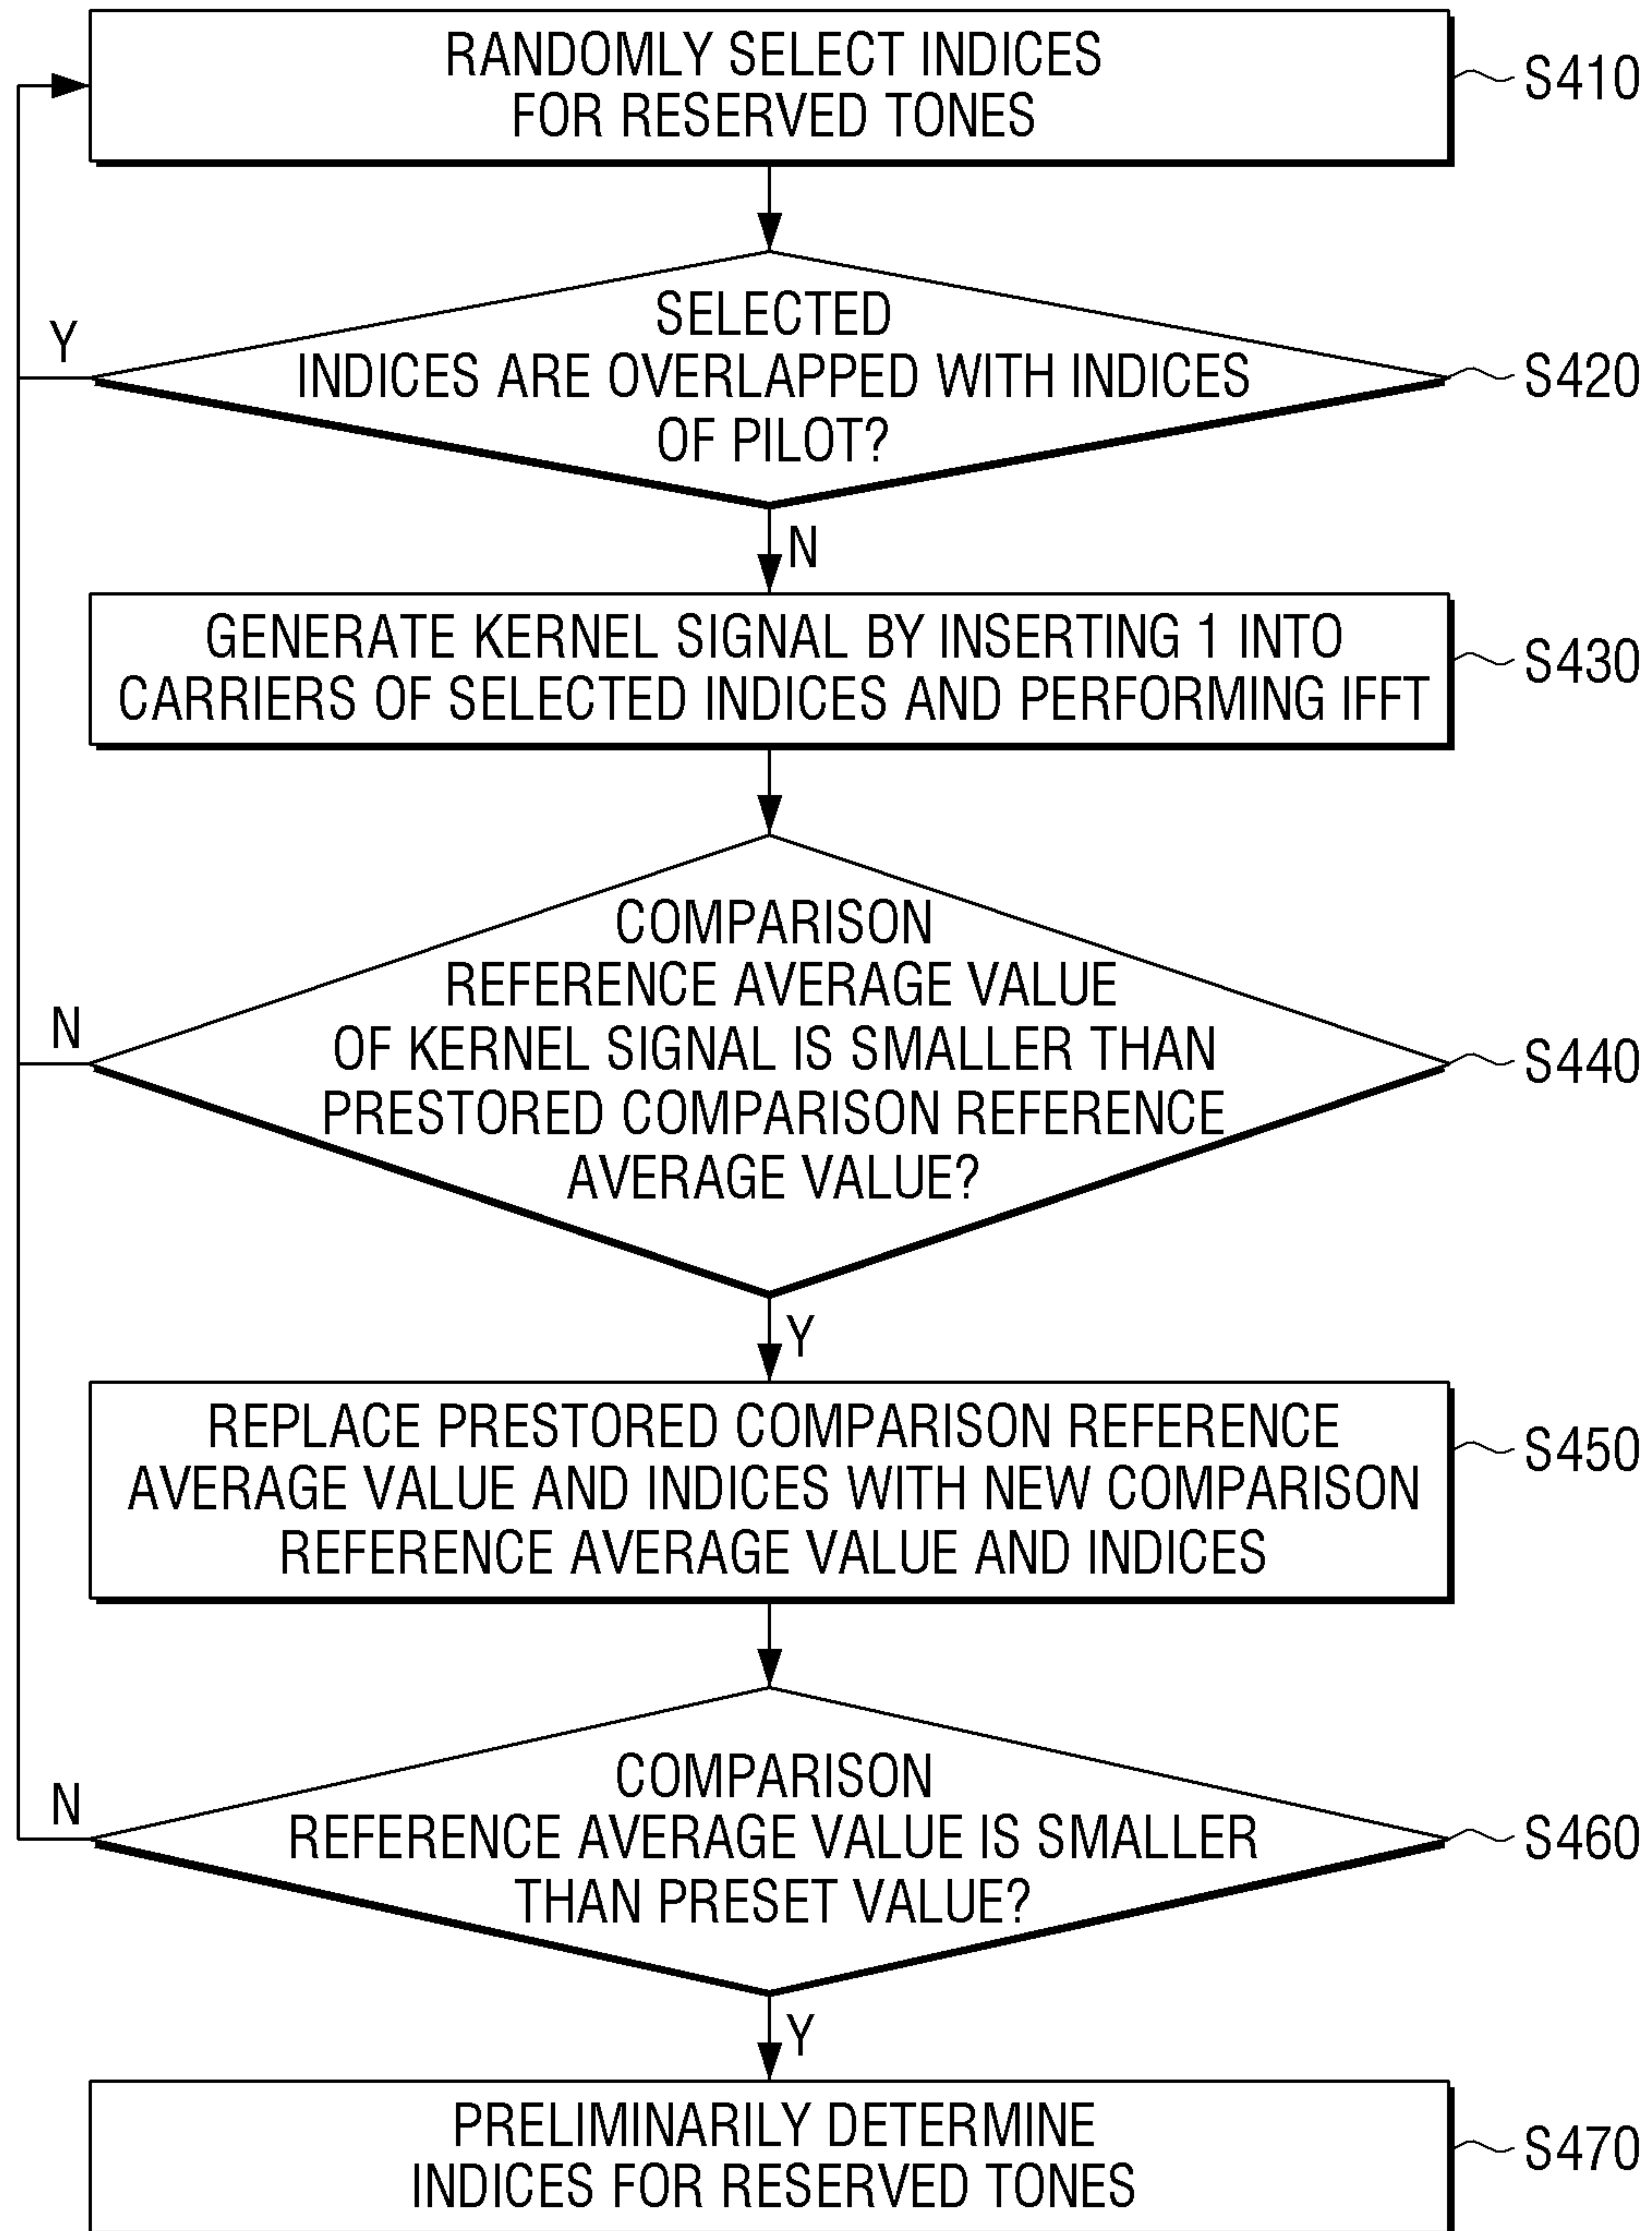 RANDOMLY SELECT INDICES
FOR RESERVED TONES
S410
SELECTED
INDICES ARE OVERLAPPED WITH INDICES
OF PILOT?
Y
S420
N
GENERATE KERNEL SIGNAL BY INSERTING 1 INTO
CARRIERS OF SELECTED INDICES AND PERFORMING IFFT
S430
COMPARISON
REFERENCE AVERAGE VALUE
OF KERNEL SIGNAL IS SMALLER THAN
PRESTORED COMPARISON REFERENCE
AVERAGE VALUE?
N
S440
Y
REPLACE PRESTORED COMPARISON REFERENCE
AVERAGE VALUE AND INDICES WITH NEW COMPARISON
REFERENCE AVERAGE VALUE AND INDICES
S450
COMPARISON
REFERENCE AVERAGE VALUE IS SMALLER
THAN PRESET VALUE?
N
S460
Y
PRELIMINARILY DETERMINE
INDICES FOR RESERVED TONES
S470